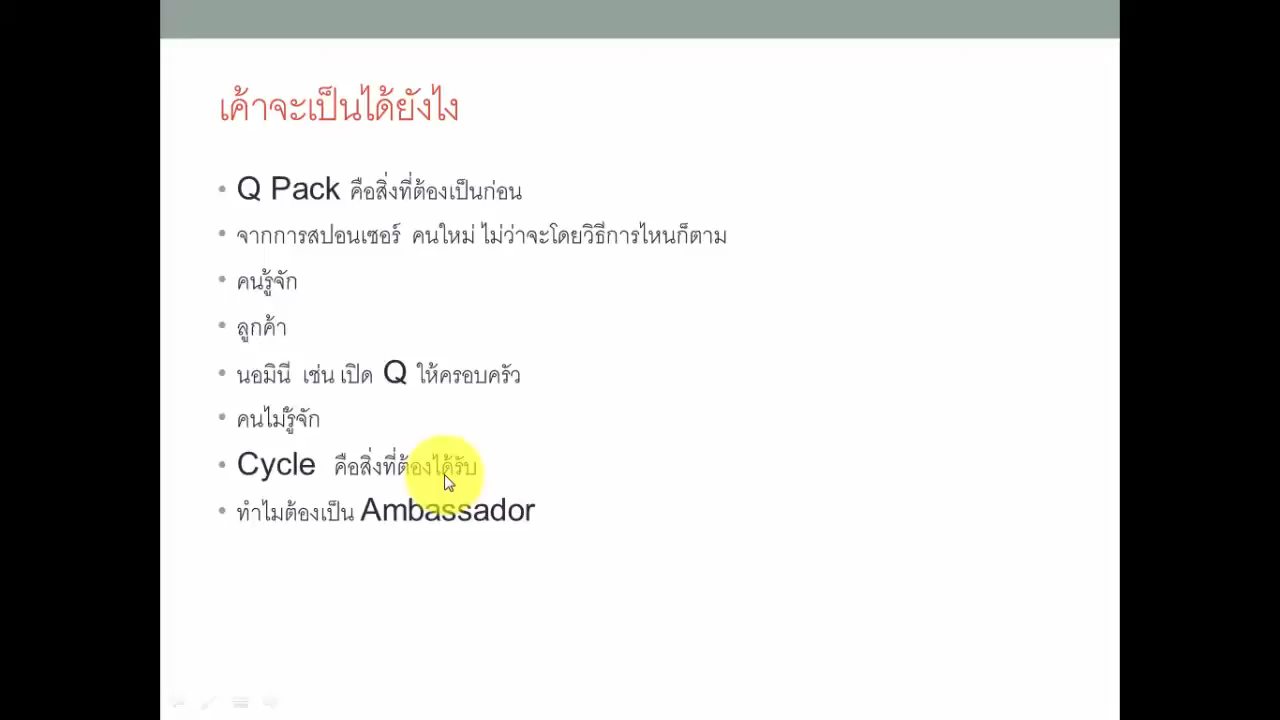 เค้าจะเป็นได้ยังไง
Q Pack คือสิ่งที่ต้องเป็นก่อน
จากการสปอนเซอร์ คนใหม่ ไม่ว่าจะโดยวิธีการไหนก็ตาม
คนรู้จัก
ลูกค้า
นอมินี เช่น เปิด Q ให้ครอบครัว
คนไม่รู้จัก
Cycle คือสิ่งที่ต้องได้รับ
ทำไมต้องเป็น Ambassador